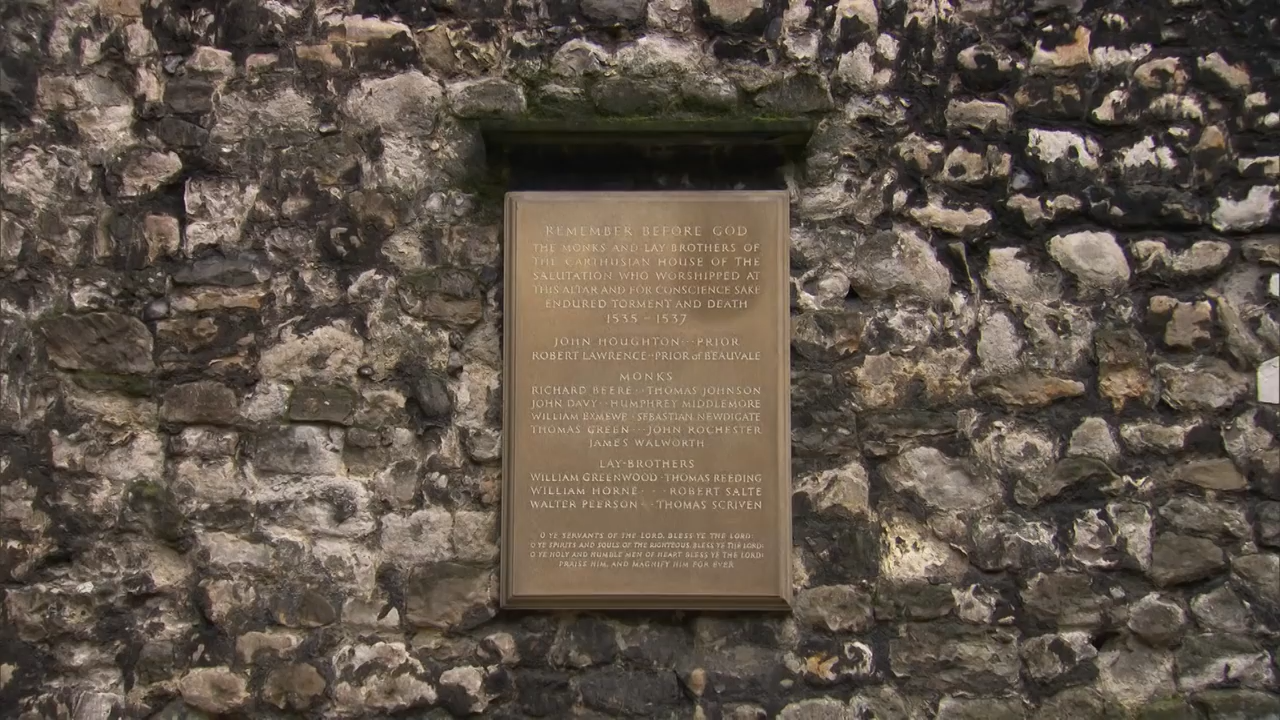 REMEMBER BEFORE GOD
THE MONKS AND LAY BROTHERS OF
THE CARTHUSIAN HOUSE OF THE
SALUTATION WHO WORSHIPPED AT
THIS ALTAR AND FOR CONSCIENCE SAKE
ENDURED TORMENT AND DEATH
1535 - 1537
JOHN HOUGHTON · · PRIOR
ROBERT LAWRENCE · PRIOR of BEAUVALE
MONKS
RICHARD BEERE · · THOMAS JOHNSON
JOHN DAVY · HUMPHREY MIDDLEMORE
WILLIAM EXMEWE · SEBASTIAN NEWDIGATE
THOMAS GREEN · · JOHN ROCHESTER
JAMES WALWORTH
LAY-BROTHERS
WILLIAM GREENWOOD · THOMAS REEDING
WILLIAM HORNE · · ROBERT SALTE
WALTER PEERSON · · THOMAS SCRIVEN
O YE SERVANTS OF THE LORD, BLESS YE THE LORD:
O YE SPIRITS AND SOULS OF THE RIGHTEOUS, BLESS YE THE LORD:
O YE HOLY AND HUMBLE MEN OF HEART BLESS YE THE LORD:
PRAISE HIM, AND MAGNIFY HIM FOR EVER